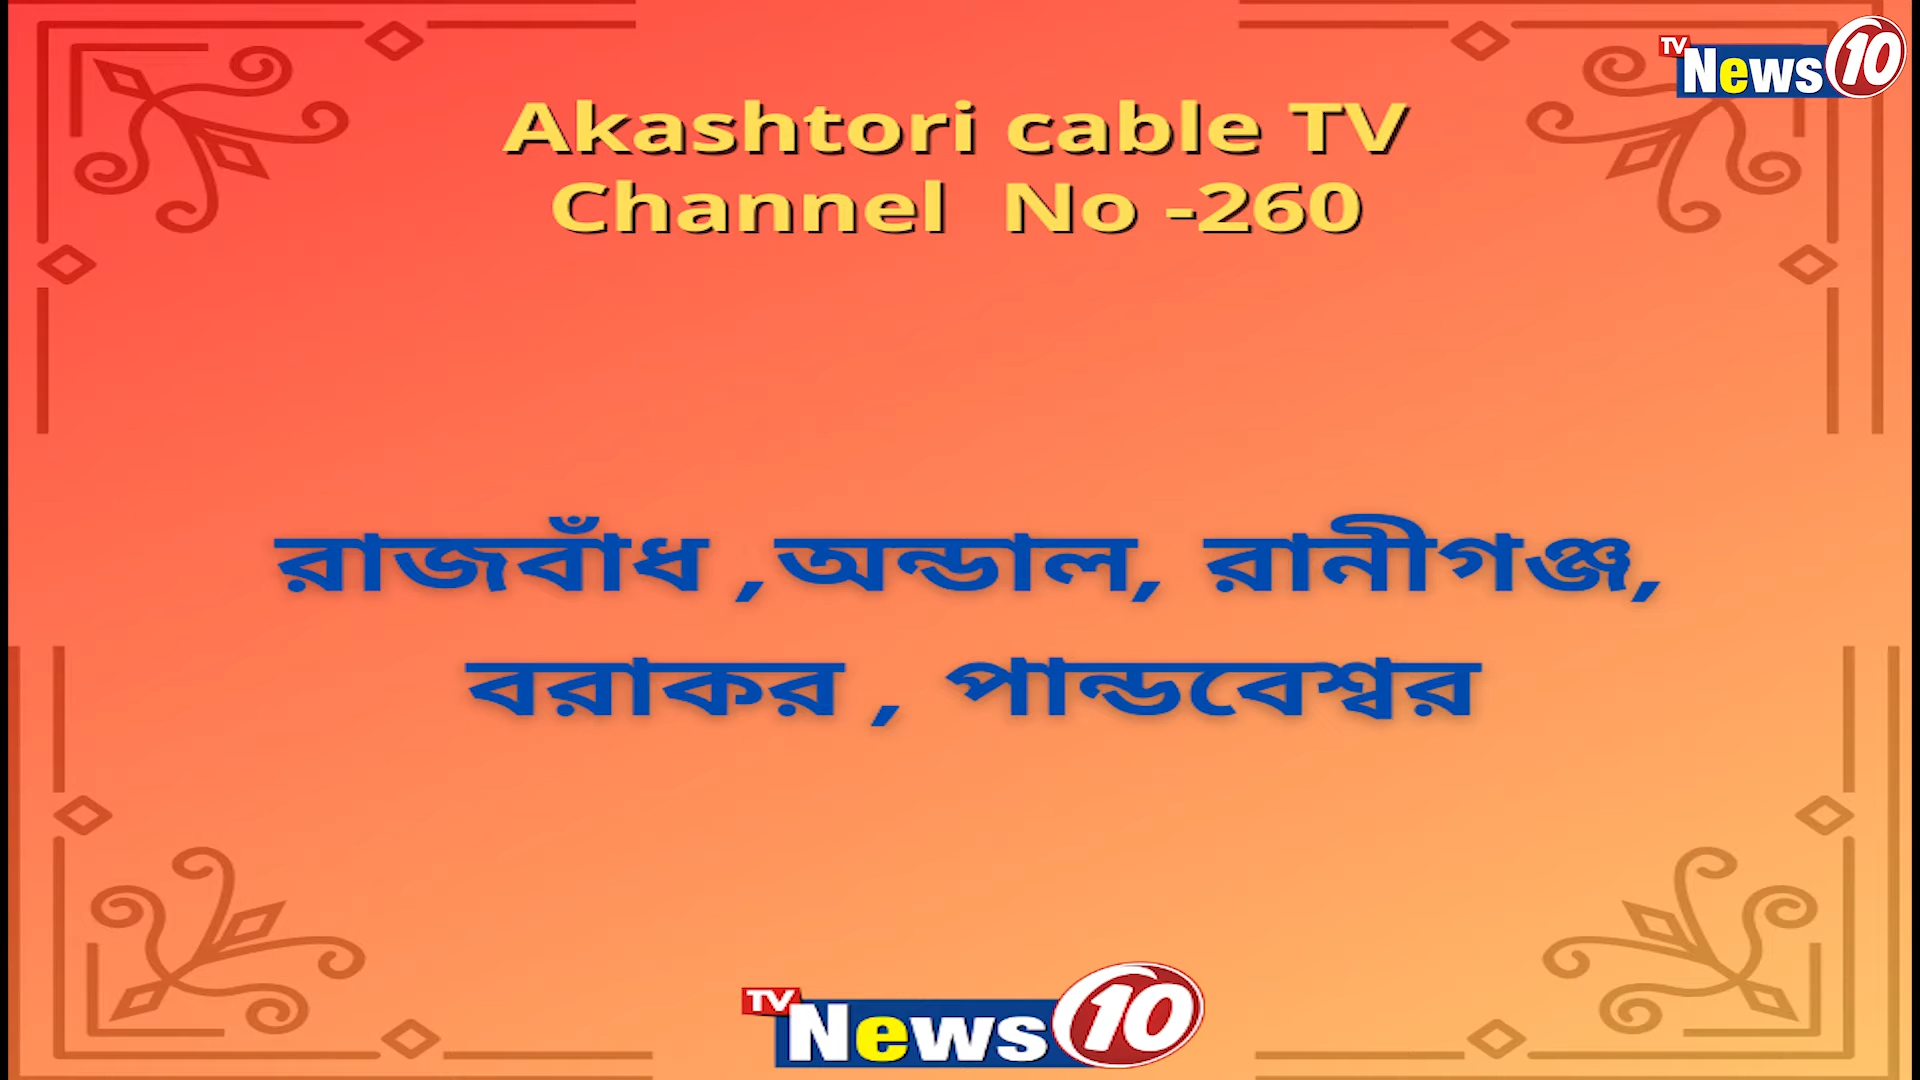 TV News 10
Akashtori cable TV
Channel No -260
রাজবাঁধ ,অন্ডাল, রানীগঞ্জ,
বরাকর , পান্ডবেশ্বর
TV News 10